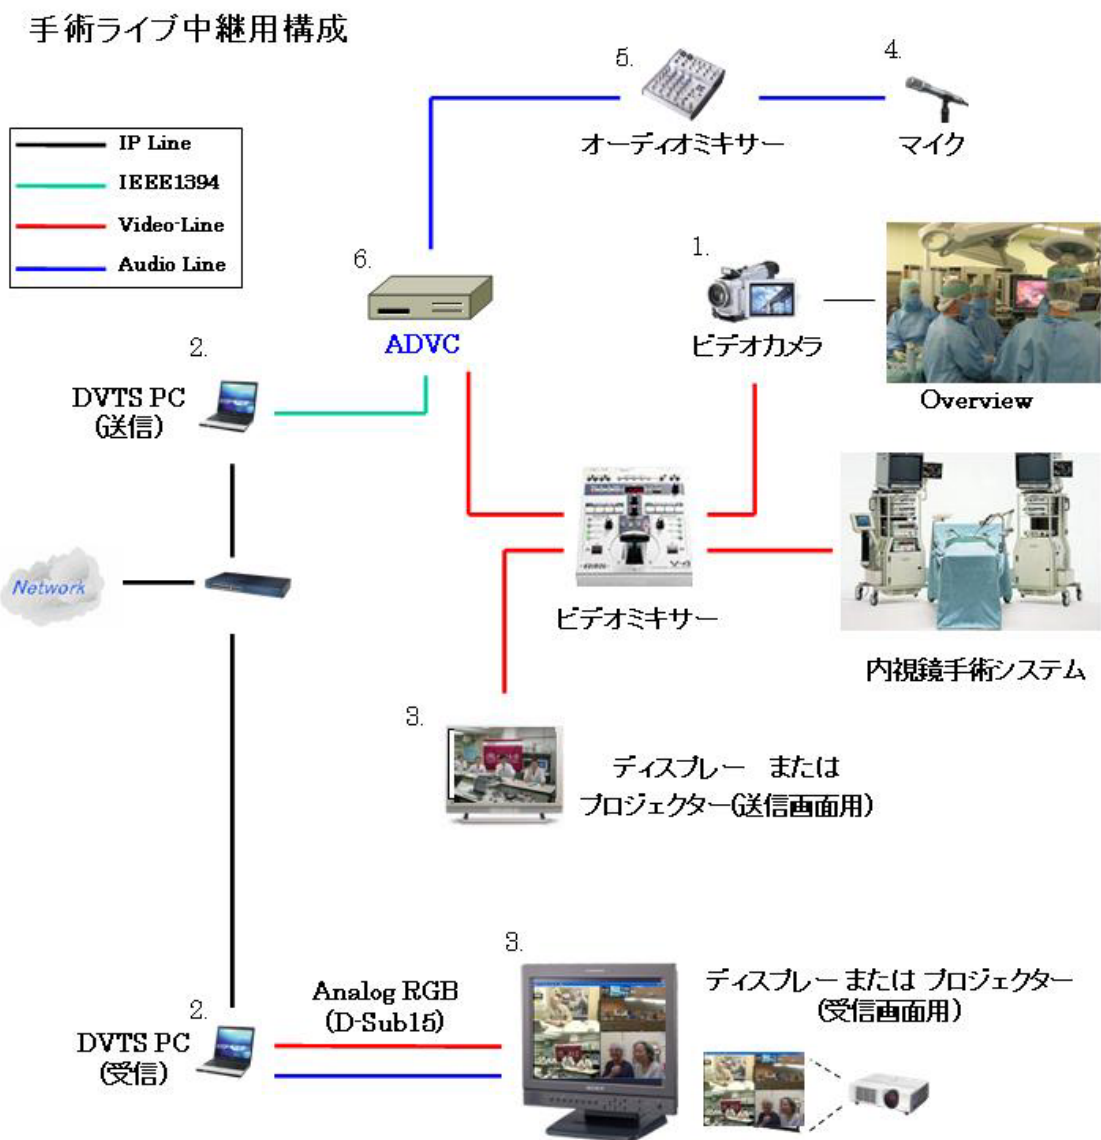 手術ライブ中継用構成
5.
4.
オーディオミキサー
マイク
IP Line
IEEE1394
Video-Line
Audio Line
6.
ADVC
1.
ビデオカメラ
Overview
2.
DVTS PC
(送信)
Network
V-4
ビデオミキサー
内視鏡手術システム
3.
ディスプレー または
プロジェクター(送信画面用)
3.
ディスプレー または プロジェクター
(受信画面用)
Analog RGB
(D-Sub15)
2.
DVTS PC
(受信)